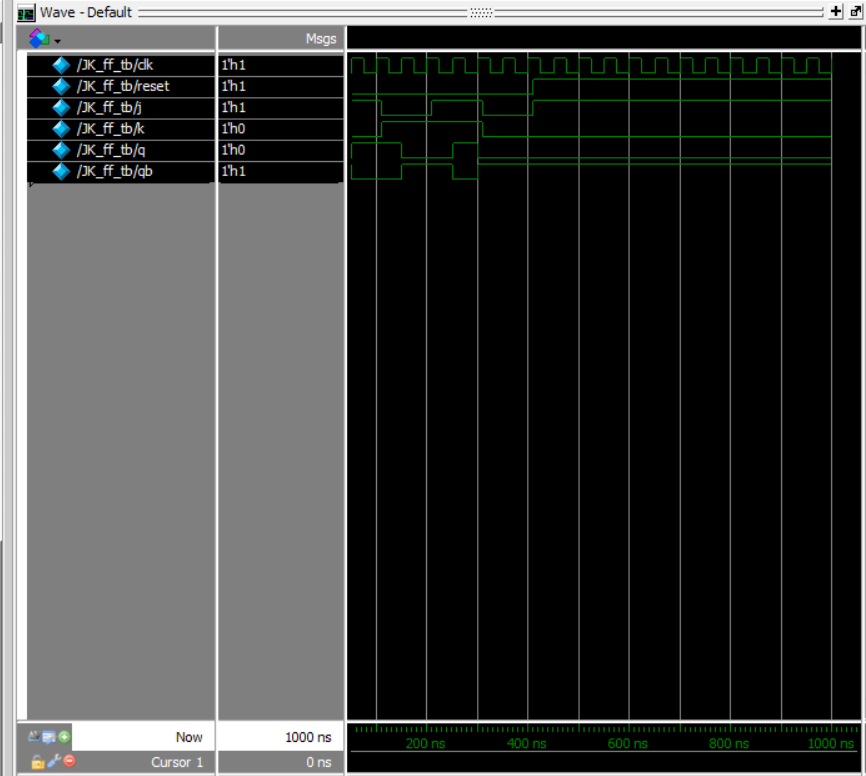 Wave - Default
Msgs
/JK_ff_tb/clk 1'h1
/JK_ff_tb/reset 1'h1
/JK_ff_tb/j 1'h1
/JK_ff_tb/k 1'h0
/JK_ff_tb/q 1'h0
/JK_ff_tb/qb 1'h1
Now 1000 ns 200 ns 400 ns 600 ns 800 ns 1000 ns
Cursor 1 0 ns